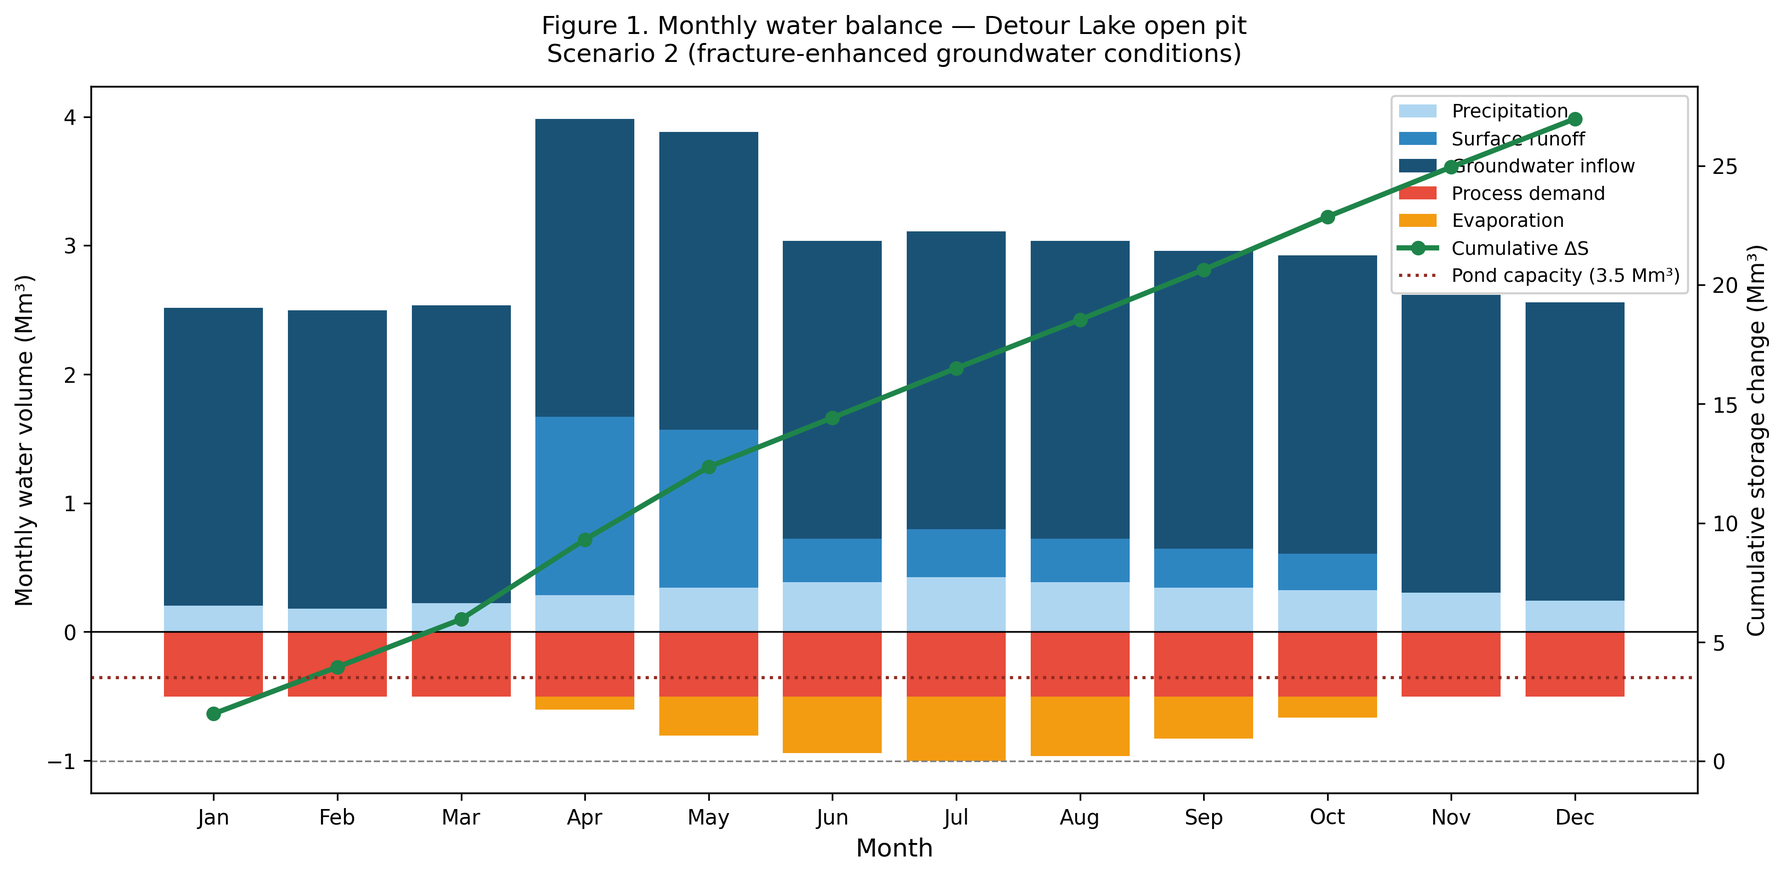 Figure 1. Monthly water balance — Detour Lake open pit
Scenario 2 (fracture-enhanced groundwater conditions)
Monthly water volume (Mm³)
4
3
2
1
0
−1
Precipitation
Surface runoff
Groundwater inflow
Process demand
Evaporation
Cumulative ΔS
Pond capacity (3.5 Mm³)
25
20
15
10
5
0
Cumulative storage change (Mm³)
Jan Feb Mar Apr May Jun Jul Aug Sep Oct Nov Dec
Month